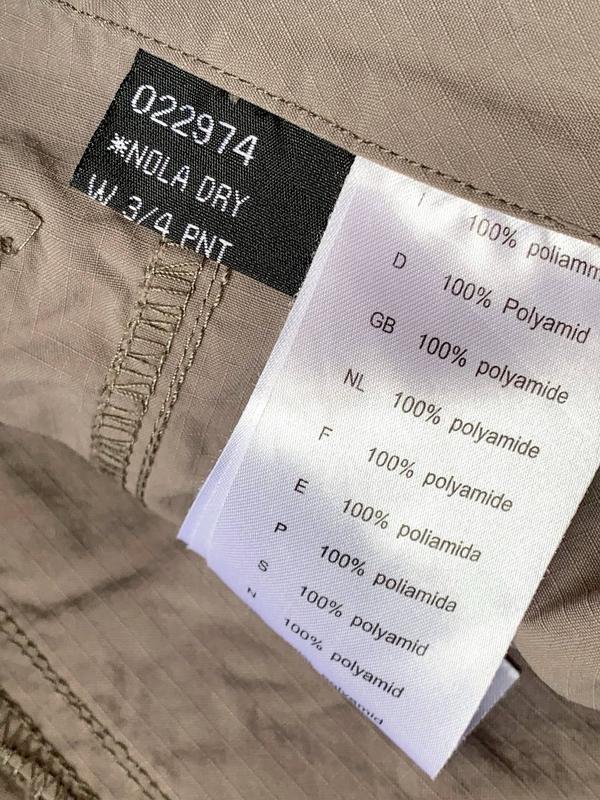 022974
*NOLA DRY
W 3/4 PNT
I 100% poliamm
D 100% Polyamid
GB 100% polyamide
NL 100% polyamide
F 100% polyamide
E 100% poliamida
P 100% poliamida
S 100% polyamid
N 100% polyamid